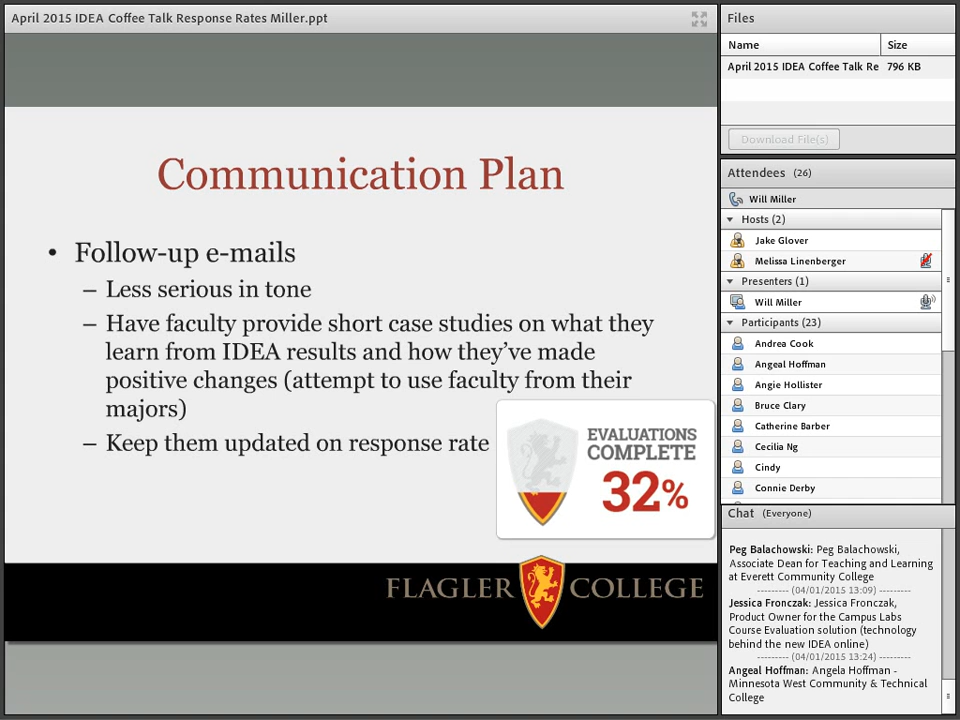 April 2015 IDEA Coffee Talk Response Rates Miller.ppt
Communication Plan
• Follow-up e-mails
– Less serious in tone
– Have faculty provide short case studies on what they
learn from IDEA results and how they've made
positive changes (attempt to use faculty from their
majors)
– Keep them updated on response rate
EVALUATIONS
COMPLETE
32%
FLAGLER COLLEGE
Files
Name Size
April 2015 IDEA Coffee Talk Re 796 KB
Download File(s)
Attendees (26)
Will Miller
Hosts (2)
Jake Glover
Melissa Linenberger
Presenters (1)
Will Miller
Participants (23)
Andrea Cook
Angeal Hoffman
Angie Hollister
Bruce Clary
Catherine Barber
Cecilia Ng
Cindy
Connie Derby
Chat (Everyone)
Peg Balachowski: Peg Balachowski,
Associate Dean for Teaching and Learning
at Everett Community College
--------- (04/01/2015 13:09) ---------
Jessica Fronczak: Jessica Fronczak,
Product Owner for the Campus Labs
Course Evaluation solution (technology
behind the new IDEA online)
--------- (04/01/2015 13:24) ---------
Angeal Hoffman: Angela Hoffman -
Minnesota West Community & Technical
College